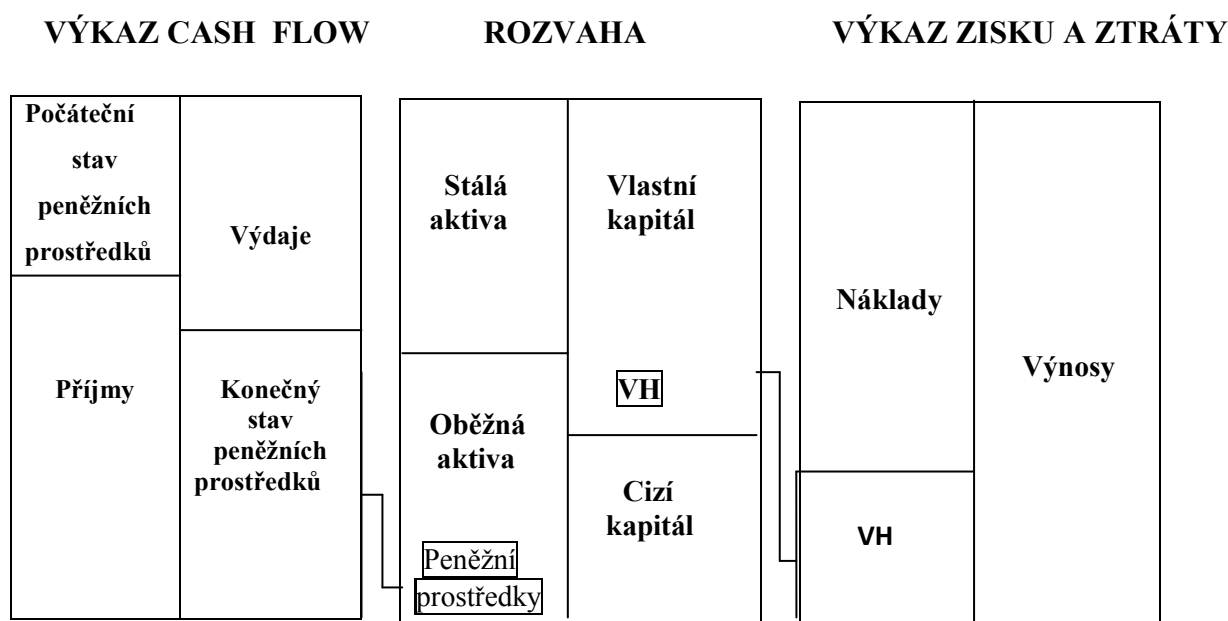 VÝKAZ CASH FLOW
ROZVAHA
VÝKAZ ZISKU A ZTRÁTY
Počáteční
stav
peněžních
prostředků
Výdaje
Příjmy
Konečný
stav
peněžních
prostředků
Stálá
aktiva
Vlastní
kapitál
VH
Oběžná
aktiva
Cizí
kapitál
Peněžní
prostředky
Náklady
Výnosy
VH